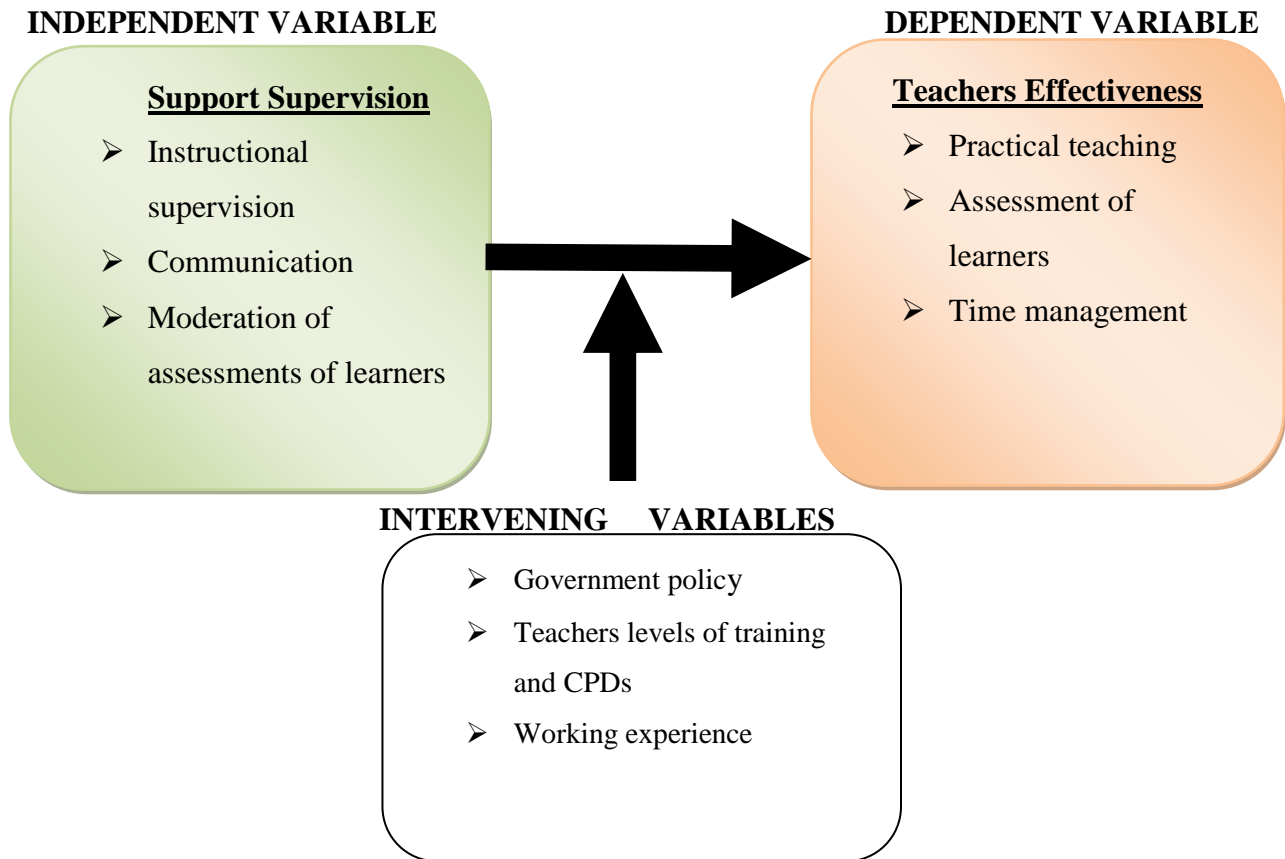 INDEPENDENT VARIABLE
Support Supervision
➢ Instructional
supervision
➢ Communication
➢ Moderation of
assessments of learners
DEPENDENT VARIABLE
Teachers Effectiveness
➢ Practical teaching
➢ Assessment of
learners
➢ Time management
INTERVENING VARIABLES
➢ Government policy
➢ Teachers levels of training
and CPDs
➢ Working experience